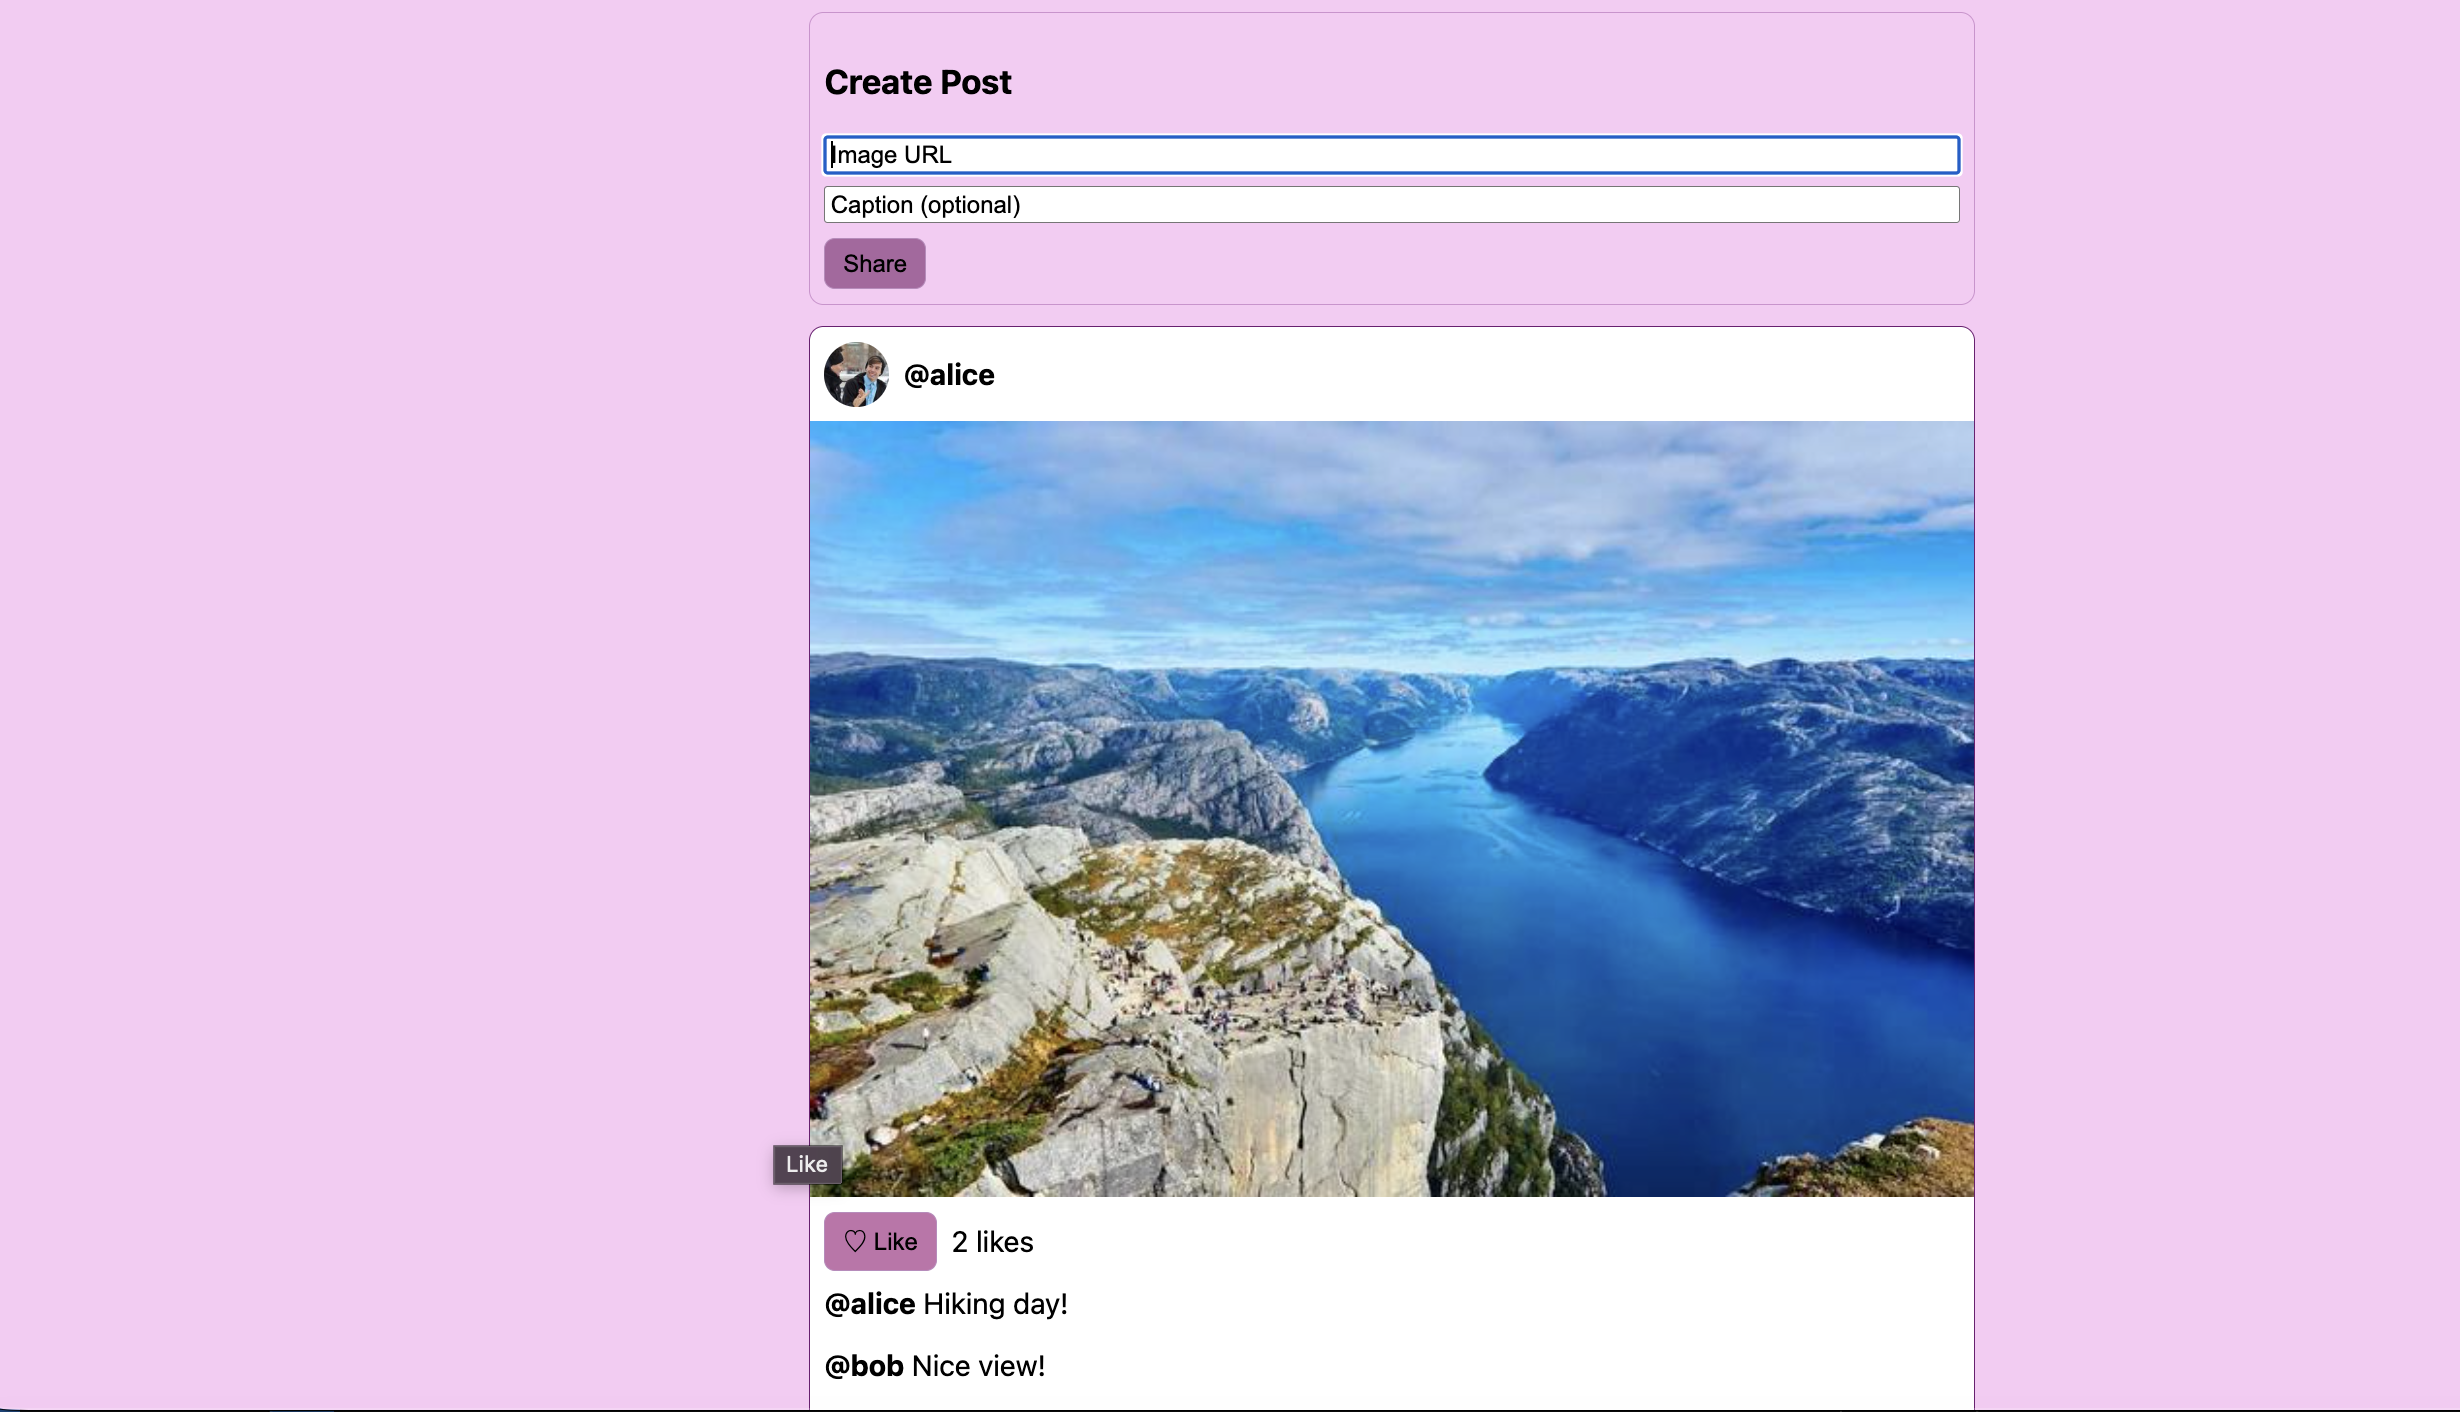 Create Post
Image URL
Caption (optional)
Share
@alice
Like
♡ Like 2 likes
@alice Hiking day!
@bob Nice view!